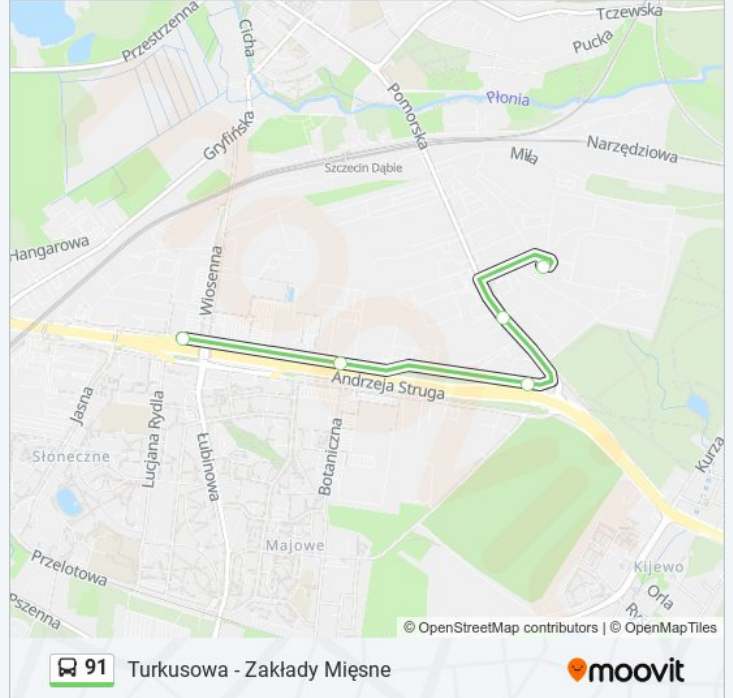 Tczewska
Przestrzenna
Cicha
Pucka
Pomorska
Płonia
Gryfińska
Narzędziowa
Miła
Szczecin Dąbie
Hangarowa
Wiosenna
Andrzeja Struga
Jasna
Lucjana Rydla
Łubinowa
Botaniczna
Kurza
Słoneczne
Majowe
Przelotowa
Kijewo
Orla
Pszenna
© OpenStreetMap contributors | © OpenMapTiles
91 Turkusowa - Zakłady Mięsne
moovit